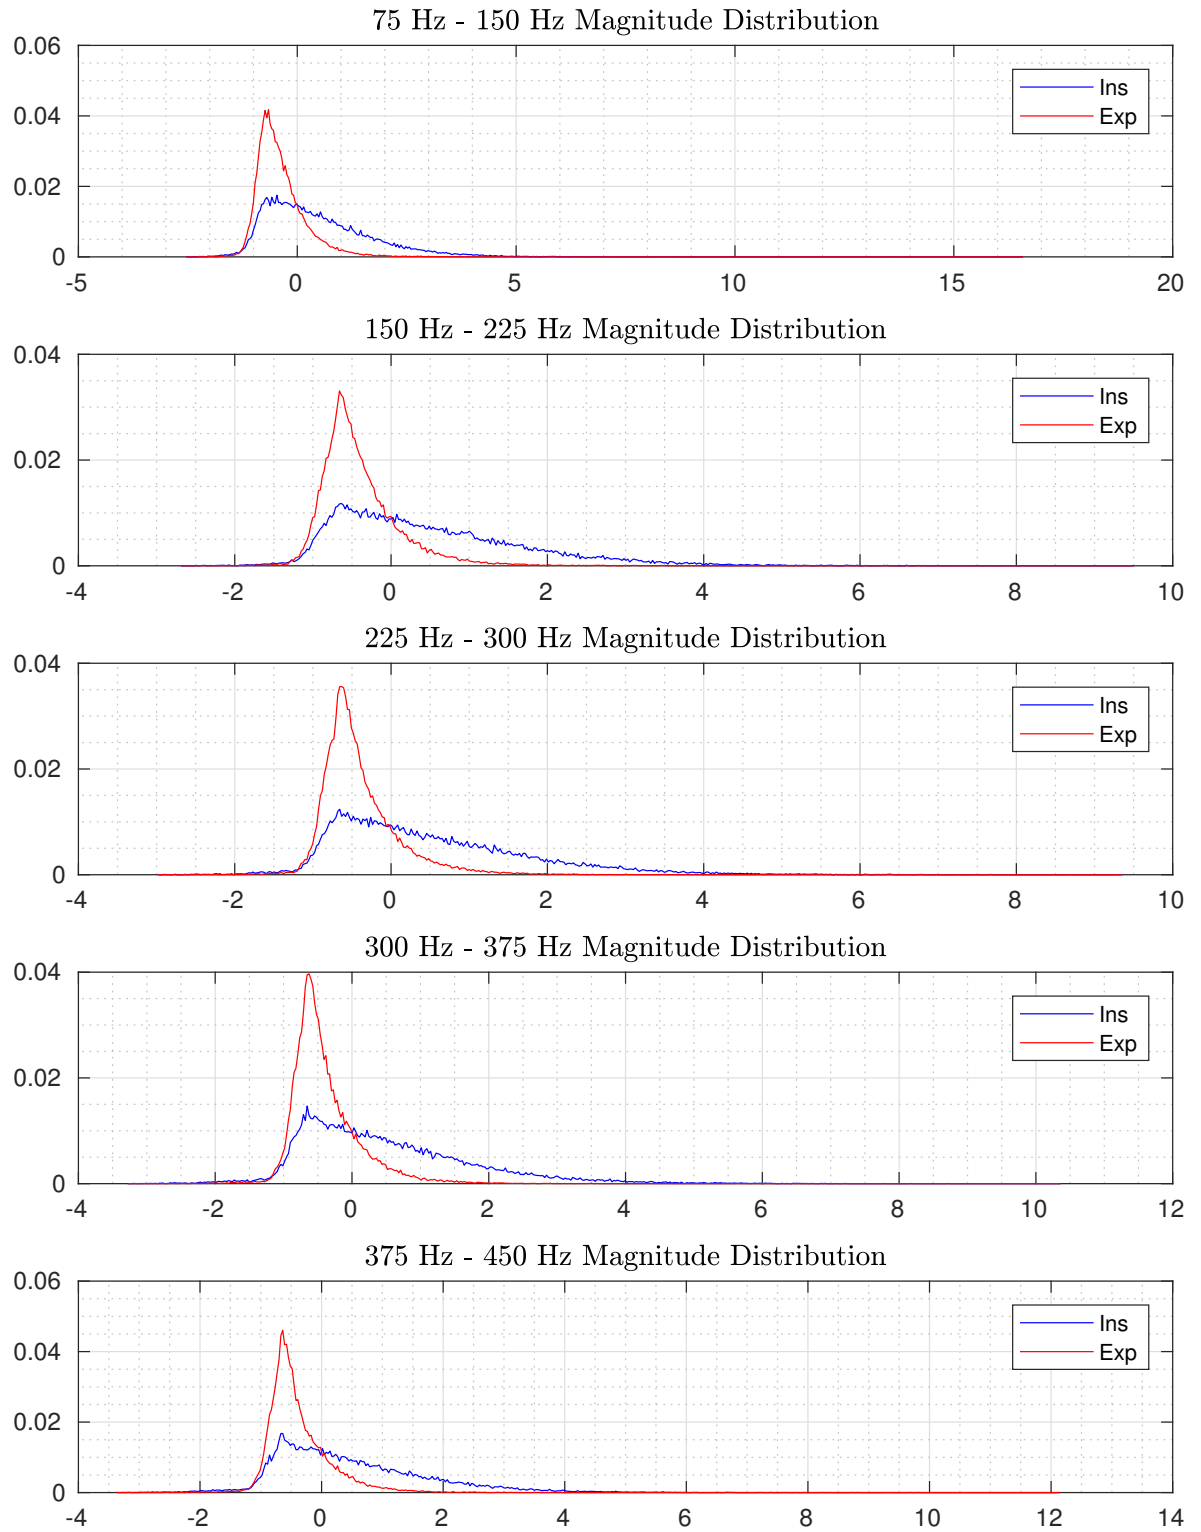 75 Hz - 150 Hz Magnitude Distribution
0.06
0.04
0.02
0
-5 0 5 10 15 20
Ins
Exp
150 Hz - 225 Hz Magnitude Distribution
0.04
0.02
0
-4 -2 0 2 4 6 8 10
Ins
Exp
225 Hz - 300 Hz Magnitude Distribution
0.04
0.02
0
-4 -2 0 2 4 6 8 10
Ins
Exp
300 Hz - 375 Hz Magnitude Distribution
0.04
0.02
0
-4 -2 0 2 4 6 8 10 12
Ins
Exp
375 Hz - 450 Hz Magnitude Distribution
0.06
0.04
0.02
0
-4 -2 0 2 4 6 8 10 12 14
Ins
Exp